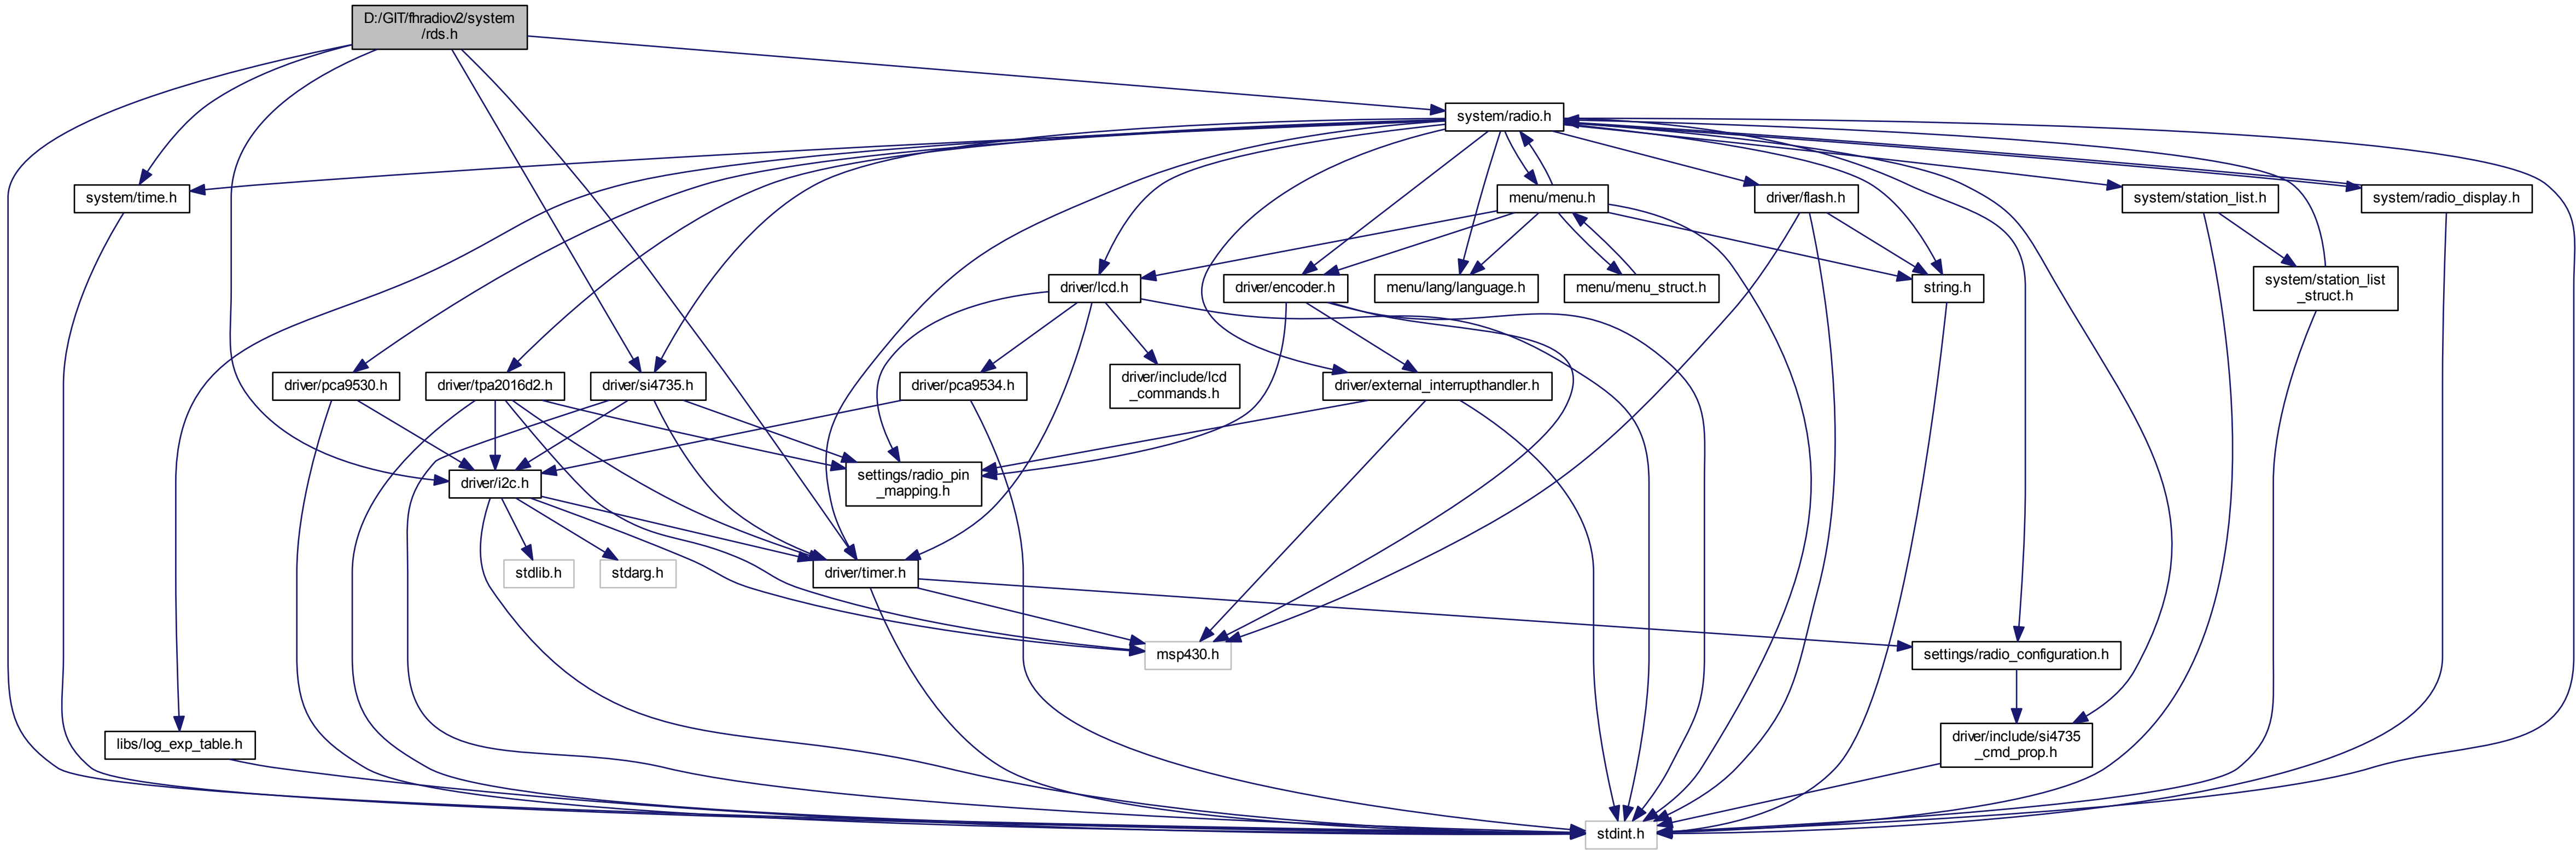 D:/GIT/fhradiov2/system
/rds.h
system/radio.h
system/time.h
menu/menu.h
driver/flash.h
system/station_list.h
system/radio_display.h
driver/lcd.h
driver/encoder.h
menu/lang/language.h
menu/menu_struct.h
string.h
system/station_list
_struct.h
driver/pca9530.h
driver/tpa2016d2.h
driver/si4735.h
driver/pca9534.h
driver/include/lcd
_commands.h
driver/external_interrupthandler.h
driver/i2c.h
settings/radio_pin
_mapping.h
stdlib.h
stdarg.h
driver/timer.h
msp430.h
settings/radio_configuration.h
libs/log_exp_table.h
driver/include/si4735
_cmd_prop.h
stdint.h